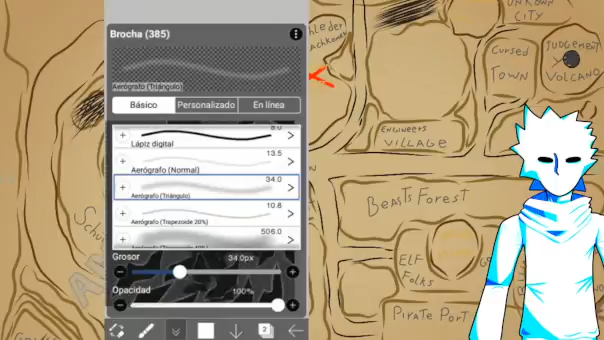 Brocha (385)
Aerógrafo (Triángulo)
Básico
Personalizado
En línea
8.0
Lápiz digital
13.5
Aerógrafo (Normal)
34.0
Aerógrafo (Triángulo)
10.8
Aerógrafo (Trapezoide 20%)
506.0
Grosor
34.0px
Opacidad
100%
2
UNKOWN
CITY
CURSED
TOWN
JUDGEMENT
VOLCANO
ENGINEERS
VILLAGE
BEASTS FOREST
ELF
FOLKS
PIRATE PORT